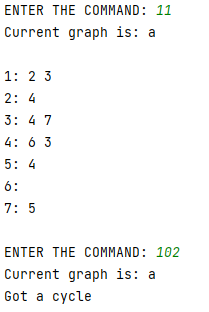 ENTER THE COMMAND: 11
Current graph is: a
1: 2 3
2: 4
3: 4 7
4: 6 3
5: 4
6:
7: 5
ENTER THE COMMAND: 102
Current graph is: a
Got a cycle